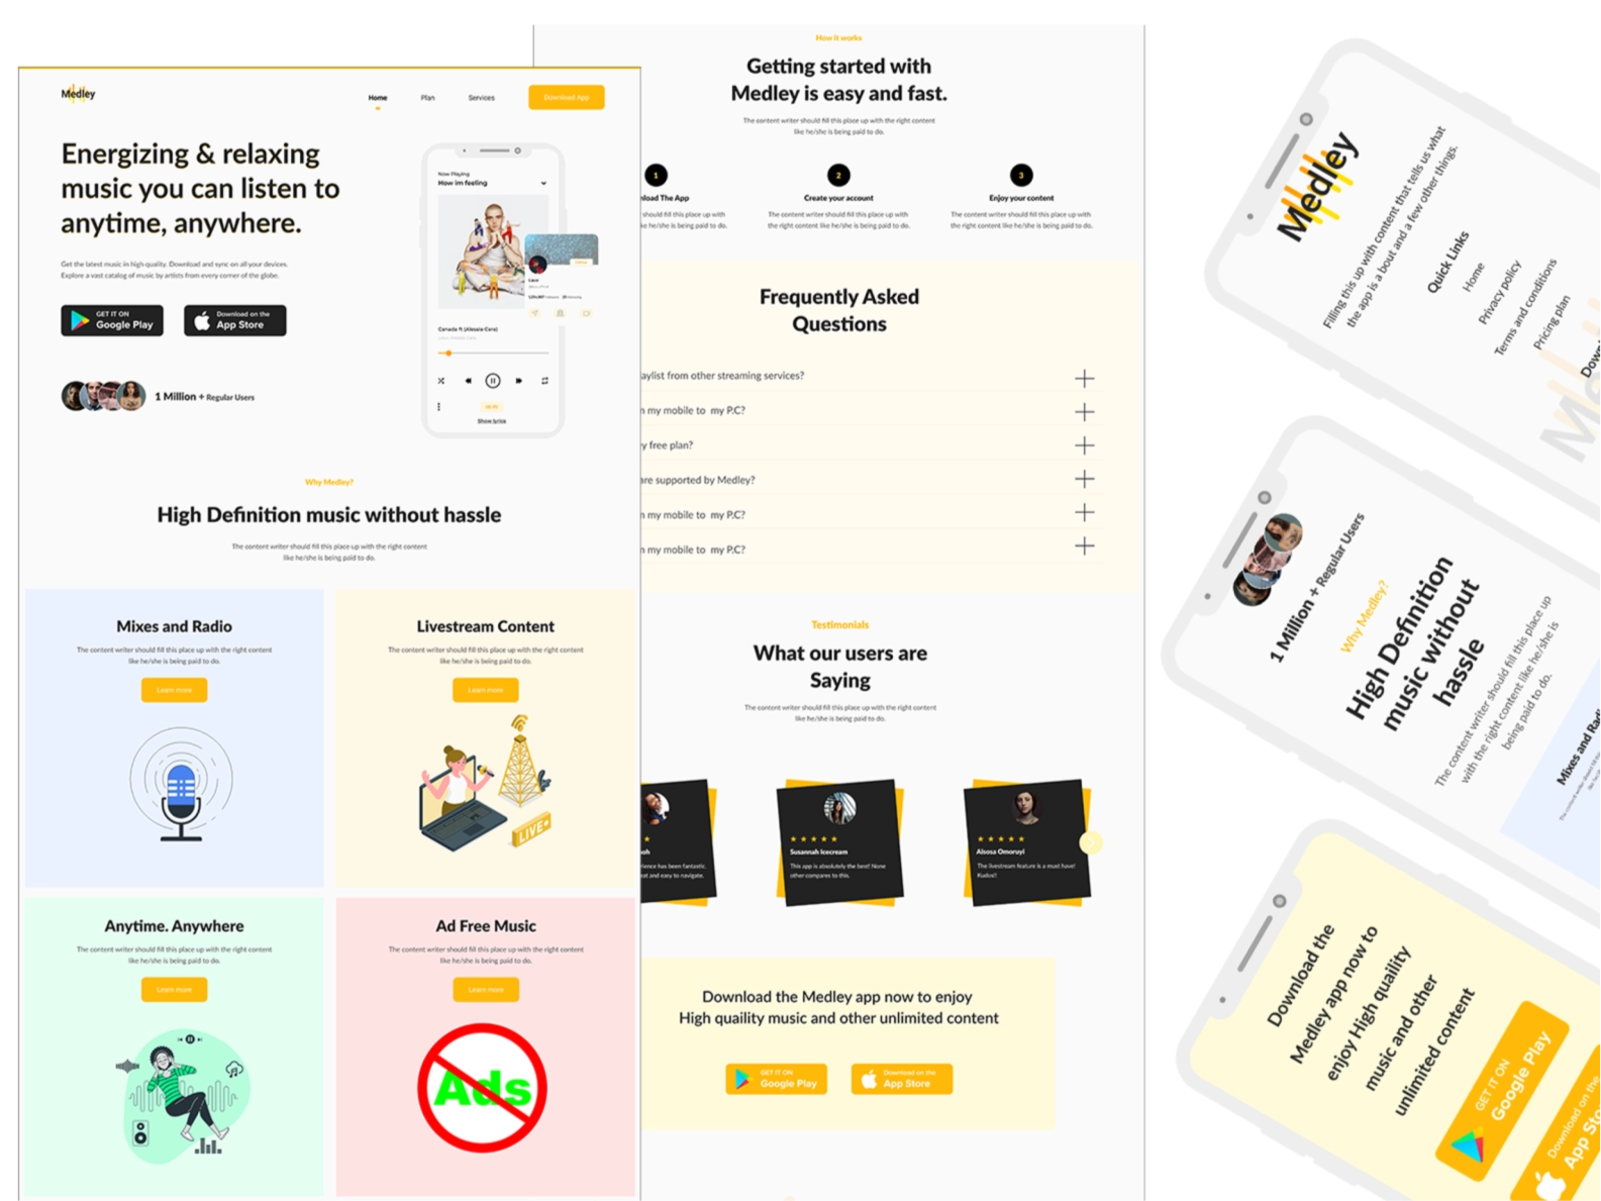 Medley
Home
Plan
Services
Download App
Energizing & relaxing
music you can listen to
anytime, anywhere.
Get the latest music in high quality. Download and sync on all your devices.
Explore a vast catalog of music by artists from every corner of the globe.
GET IT ON
Google Play
Download on the
App Store
1 Million + Regular Users
Now Playing
How im feeling
Canada ft (Alessia Cara)
Show lyrics
Why Medley?
High Definition music without hassle
The content writer should fill this place up with the right content
like he/she is being paid to do.
Mixes and Radio
The content writer should fill this place up with the right content
like he/she is being paid to do.
Learn more
Livestream Content
The content writer should fill this place up with the right content
like he/she is being paid to do.
Learn more
LIVE
Anytime. Anywhere
The content writer should fill this place up with the right content
like he/she is being paid to do.
Learn more
Ad Free Music
The content writer should fill this place up with the right content
like he/she is being paid to do.
Learn more
Ads
How it works
Getting started with
Medley is easy and fast.
The content writer should fill this place up with the right content
like he/she is being paid to do.
1
load The App
should fill this place up with
he/she is being paid to do.
2
Create your account
The content writer should fill this place up with
the right content like he/she is being paid to do.
3
Enjoy your content
The content writer should fill this place up with
the right content like he/she is being paid to do.
Frequently Asked
Questions
aylist from other streaming services?
my mobile to my P.C?
y free plan?
are supported by Medley?
my mobile to my P.C?
my mobile to my P.C?
Testimonials
What our users are
Saying
The content writer should fill this place up with the right content
like he/she is being paid to do.
oh
rience has been fantastic.
and easy to navigate.
Susannah Icecream
This app is absolutely the best! None
other compares to this.
Aisosa Omoruyi
The livestream feature is a must have!
Kudos!!
Download the Medley app now to enjoy
High quaility music and other unlimited content
GET IT ON
Google Play
Download on the
App Store
Medley
Filling this up with content that tells us what
the app is a bout and a few other things.
Quick Links
Home
Privacy policy
Terms and conditions
Pricing plan
Downl
Me
1 Million + Regular Users
Why Medley?
High Definition
music without
hassle
The content writer should fill this place up
with the right content like he/she is
being paid to do.
Mixes and Radi
Download the
Medley app now to
enjoy High quaility
music and other
unlimited content
GET IT ON
Google Play
Download on the
App Sto